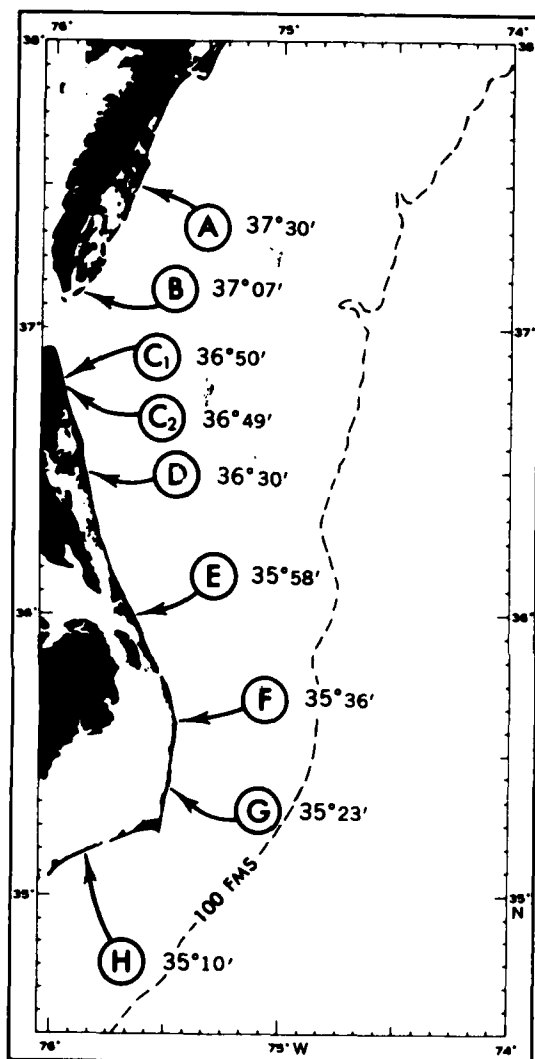 76° 75° 74°
38° 38°
A 37°30'
B 37°07'
37° 37°
C₁ 36°50'
C₂ 36°49'
D 36°30'
E 35°58'
36° 36°
F 35°36'
G 35°23'
100 FMS
35° 35°
N
H 35°10'
76° 75°W 74°